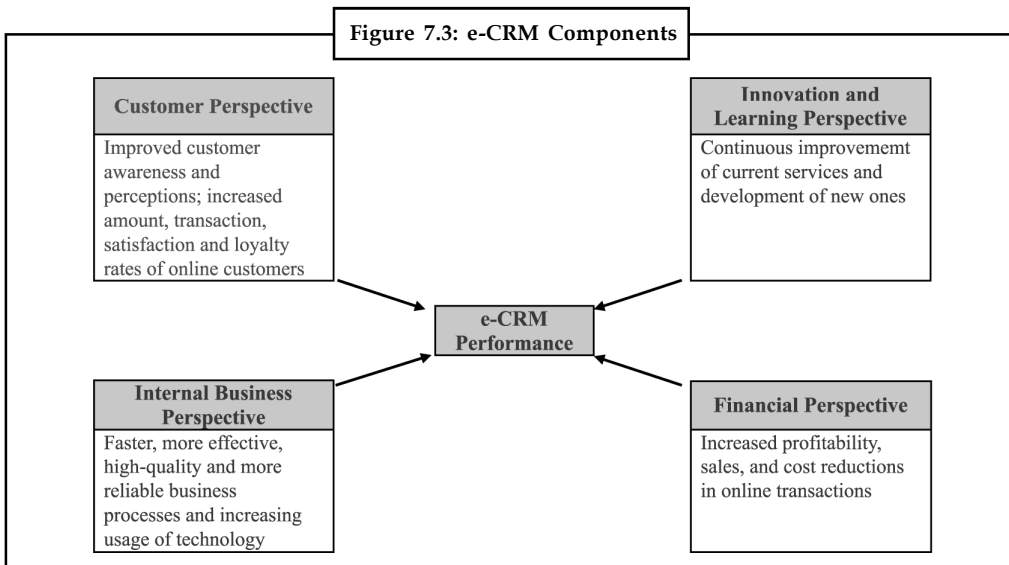 Figure 7.3: e-CRM Components
Customer Perspective
Improved customer
awareness and
perceptions; increased
amount, transaction,
satisfaction and loyalty
rates of online customers
Innovation and
Learning Perspective
Continuous improvememt
of current services and
development of new ones
e-CRM
Performance
Internal Business
Perspective
Faster, more effective,
high-quality and more
reliable business
processes and increasing
usage of technology
Financial Perspective
Increased profitability,
sales, and cost reductions
in online transactions